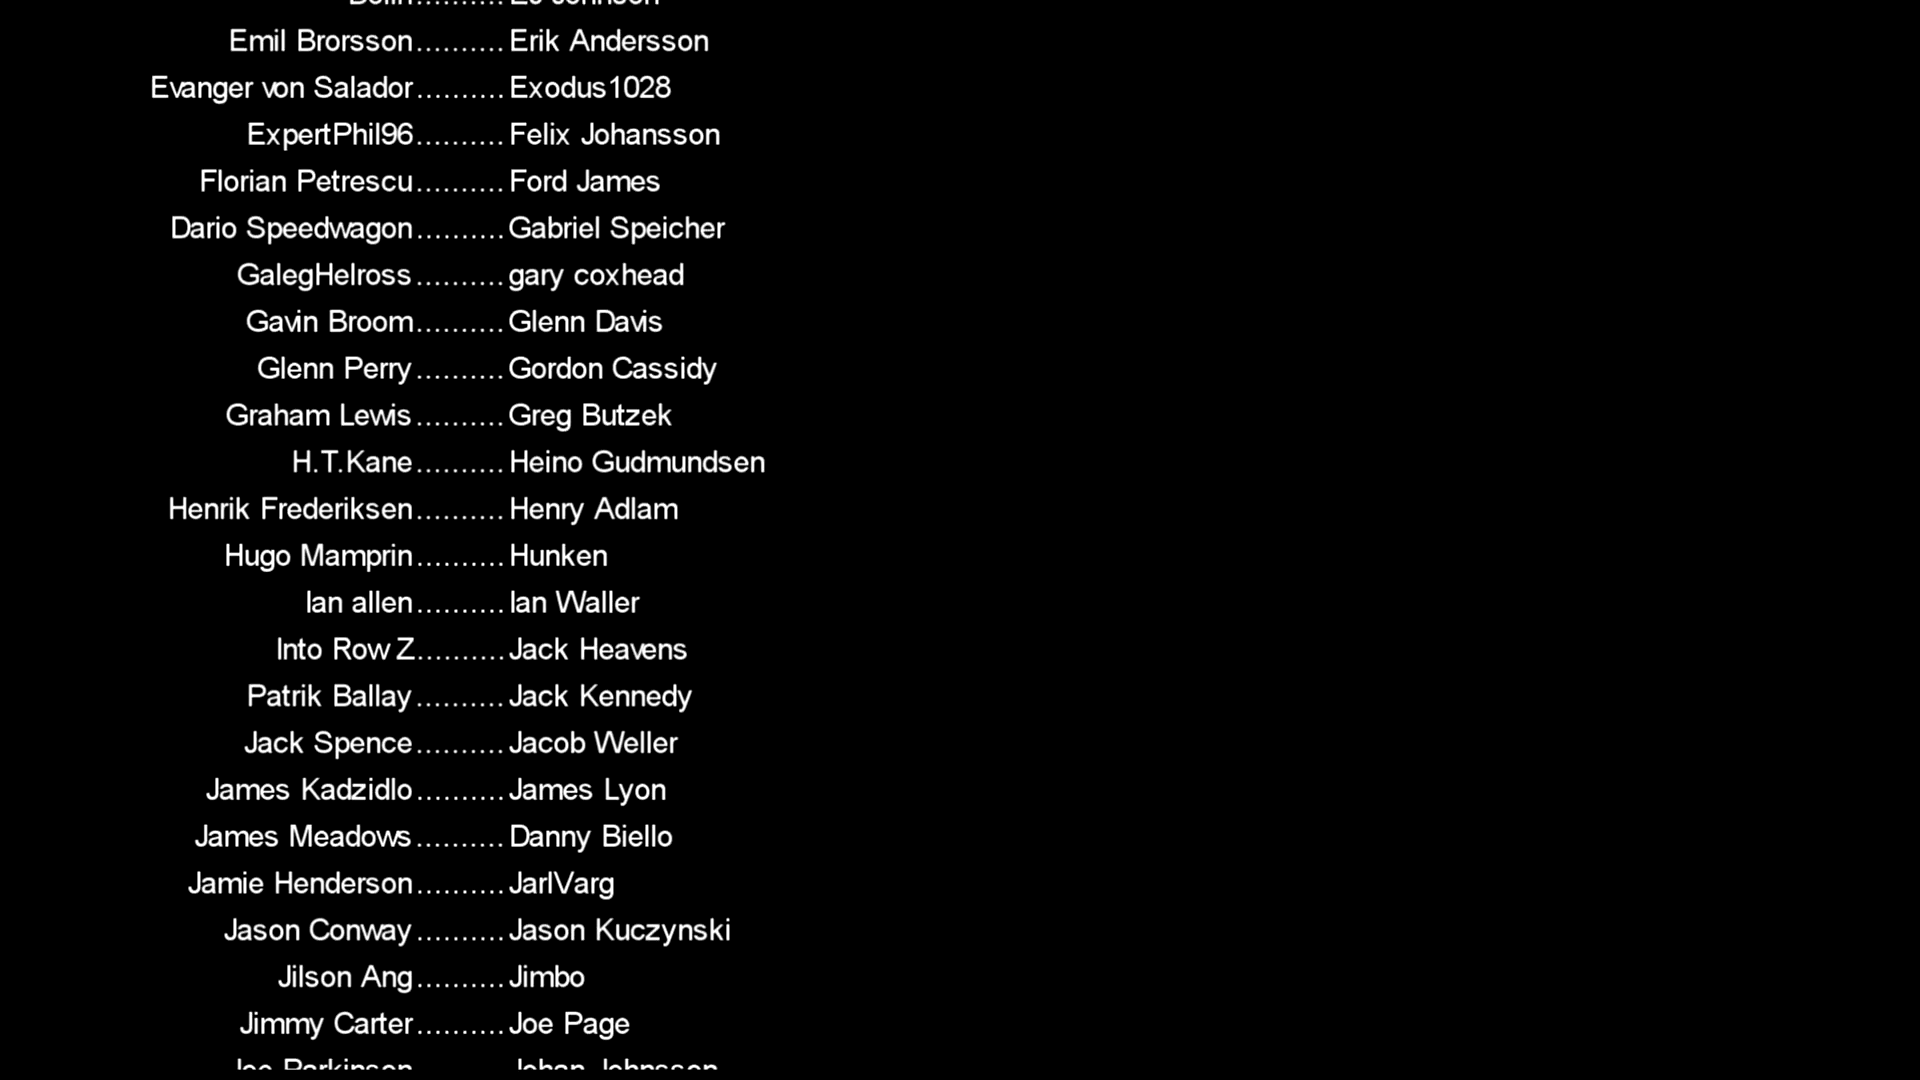 Emil Brorsson..........Erik Andersson
Evanger von Salador..........Exodus1028
ExpertPhil96..........Felix Johansson
Florian Petrescu..........Ford James
Dario Speedwagon..........Gabriel Speicher
GalegHelross..........gary coxhead
Gavin Broom..........Glenn Davis
Glenn Perry..........Gordon Cassidy
Graham Lewis..........Greg Butzek
H.T.Kane..........Heino Gudmundsen
Henrik Frederiksen..........Henry Adlam
Hugo Mamprin..........Hunken
Ian allen..........Ian Waller
Into Row Z..........Jack Heavens
Patrik Ballay..........Jack Kennedy
Jack Spence..........Jacob Weller
James Kadzidlo..........James Lyon
James Meadows..........Danny Biello
Jamie Henderson..........JarlVarg
Jason Conway..........Jason Kuczynski
Jilson Ang..........Jimbo
Jimmy Carter..........Joe Page
Joe Parkinson..........Johan Johnsson